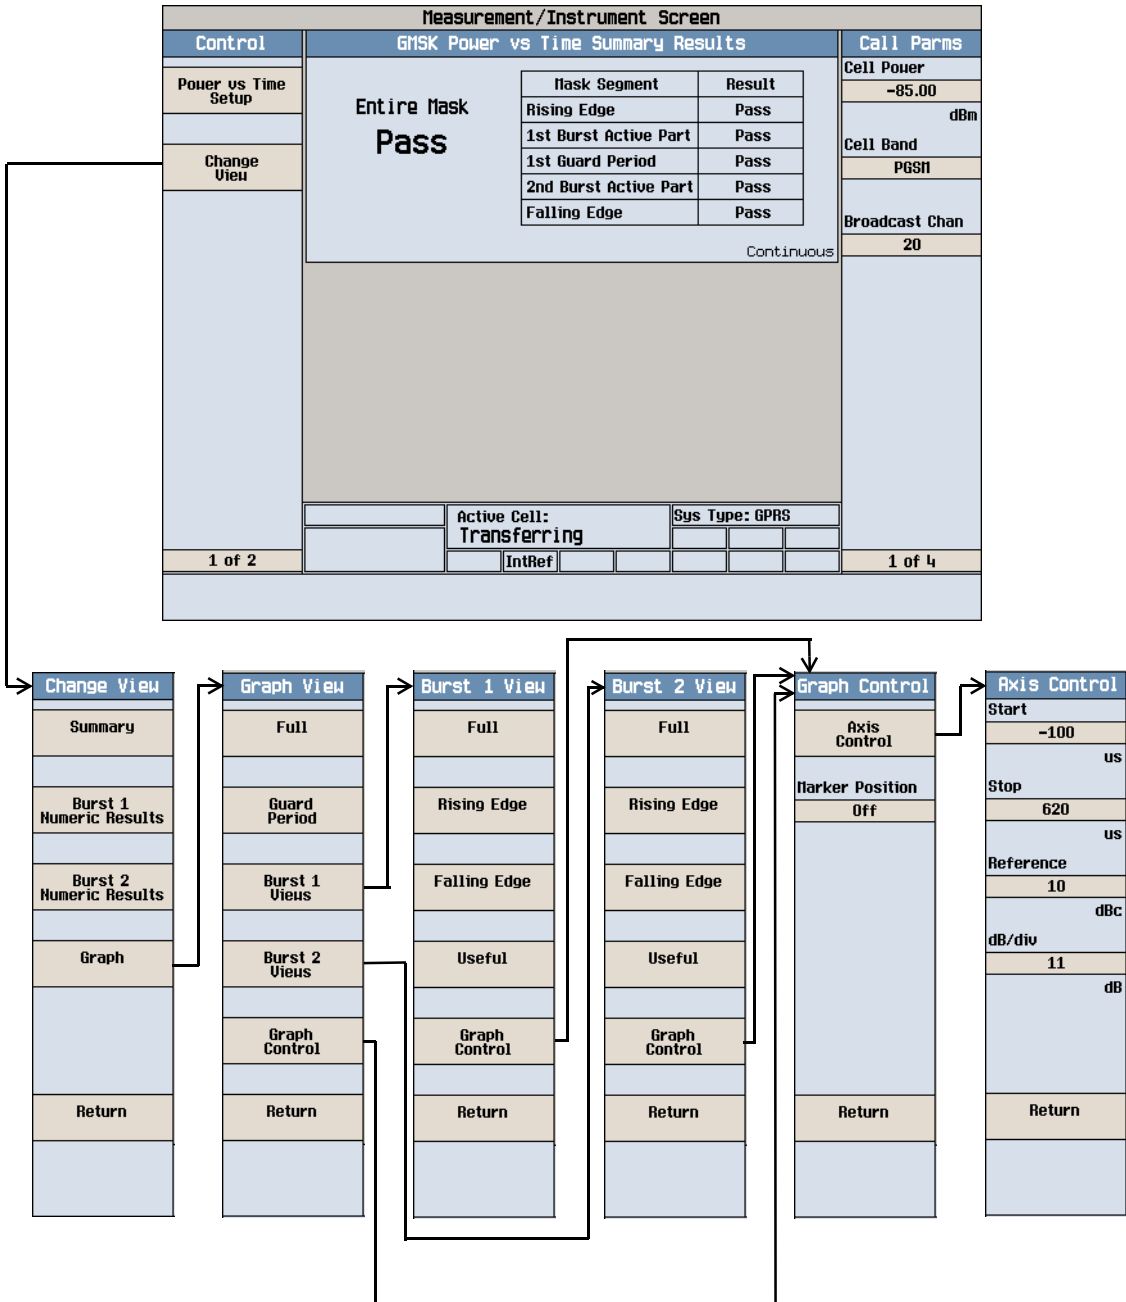 Measurement/Instrument Screen
Control
GMSK Power vs Time Summary Results
Call Parms
Power vs Time
Setup
Change
View
Entire Mask
Pass
Mask Segment Result
Rising Edge Pass
1st Burst Active Part Pass
1st Guard Period Pass
2nd Burst Active Part Pass
Falling Edge Pass
Continuous
Cell Power
-85.00
dBm
Cell Band
PGSM
Broadcast Chan
20
Active Cell:
Transferring
Sys Type: GPRS
IntRef
1 of 2
1 of 4
Change View
Summary
Burst 1
Numeric Results
Burst 2
Numeric Results
Graph
Return
Graph View
Full
Guard
Period
Burst 1
Views
Burst 2
Views
Graph
Control
Return
Burst 1 View
Full
Rising Edge
Falling Edge
Useful
Graph
Control
Return
Burst 2 View
Full
Rising Edge
Falling Edge
Useful
Graph
Control
Return
Graph Control
Axis
Control
Marker Position
Off
Return
Axis Control
Start
-100
us
Stop
620
us
Reference
10
dBc
dB/div
11
dB
Return